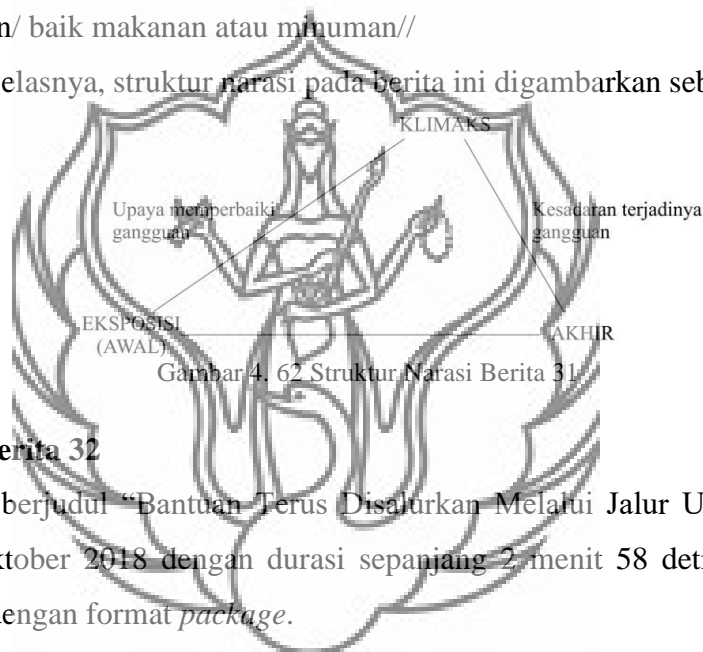 n/ baik makanan atau minuman//
elasnya, struktur narasi pada berita ini digambarkan seb
KLIMAKS
Upaya memperbaiki
gangguan
Kesadaran terjadinya
gangguan
EKSPOSISI
(AWAL)
AKHIR
Gambar 4. 62 Struktur Narasi Berita 31
erita 32
berjudul “Bantuan Terus Disalurkan Melalui Jalur U
ktober 2018 dengan durasi sepanjang 2 menit 58 det
dengan format package.